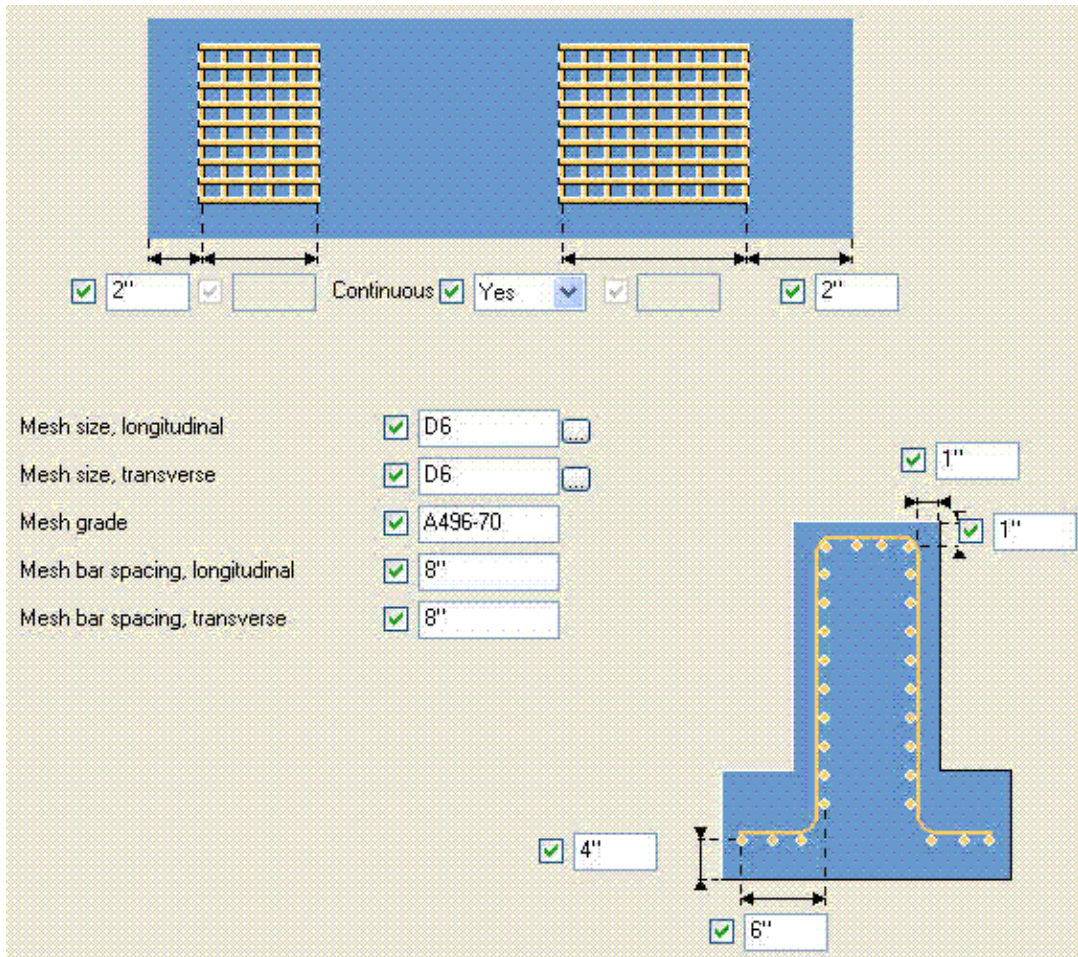 2" Continuous Yes 2"
Mesh size, longitudinal D6 ...
1"
Mesh size, transverse D6 ...
Mesh grade A496-70 1"
Mesh bar spacing, longitudinal 8"
Mesh bar spacing, transverse 8"
4"
6"